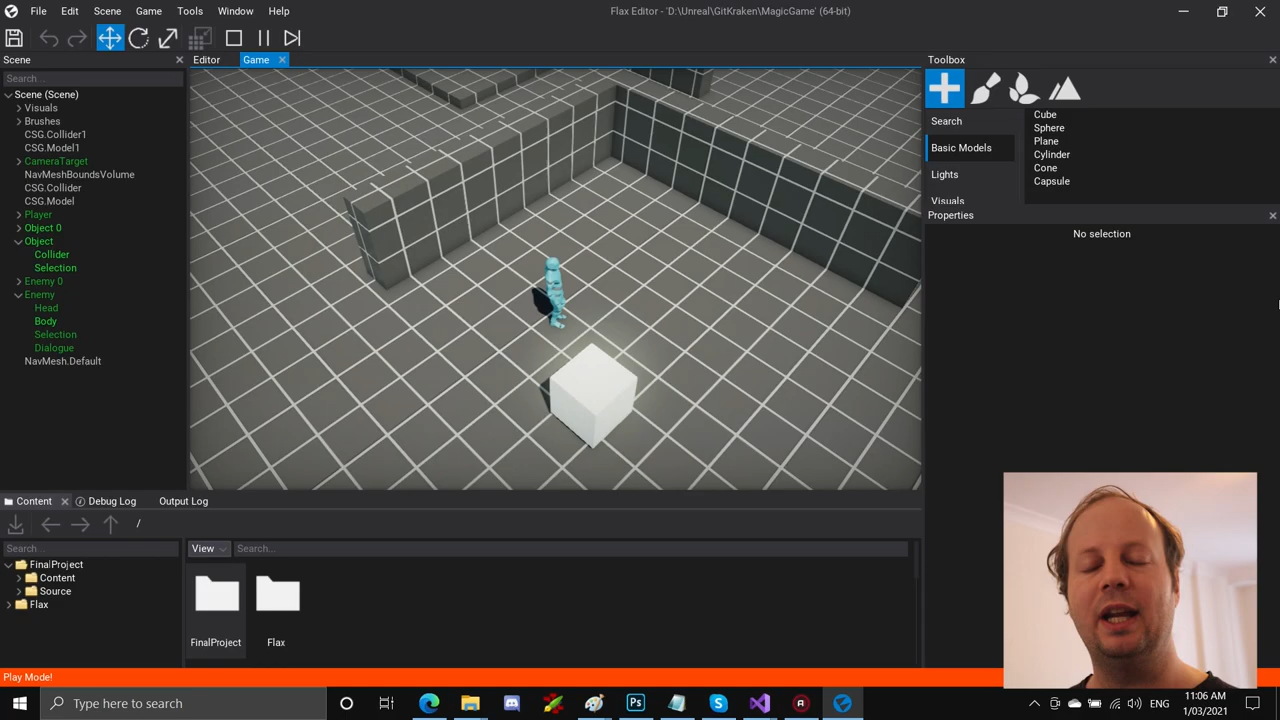 File Edit Scene Game Tools Window Help
Flax Editor - 'D:\Unreal\GitKraken\MagicGame' (64-bit)
Scene
Editor
Game
Toolbox
Search...
Scene (Scene)
Visuals
Brushes
CSG.Collider1
CSG.Model1
CameraTarget
NavMeshBoundsVolume
CSG.Collider
CSG.Model
Player
Object 0
Object
Collider
Selection
Enemy 0
Enemy
Head
Body
Selection
Dialogue
NavMesh.Default
Search
Basic Models
Lights
Visuals
Cube
Sphere
Plane
Cylinder
Cone
Capsule
Properties
No selection
Content
Debug Log
Output Log
/
Search...
View
Search...
FinalProject
Content
Source
Flax
FinalProject
Flax
Play Mode!
Type here to search
Ps
11:06 AM
1/03/2021